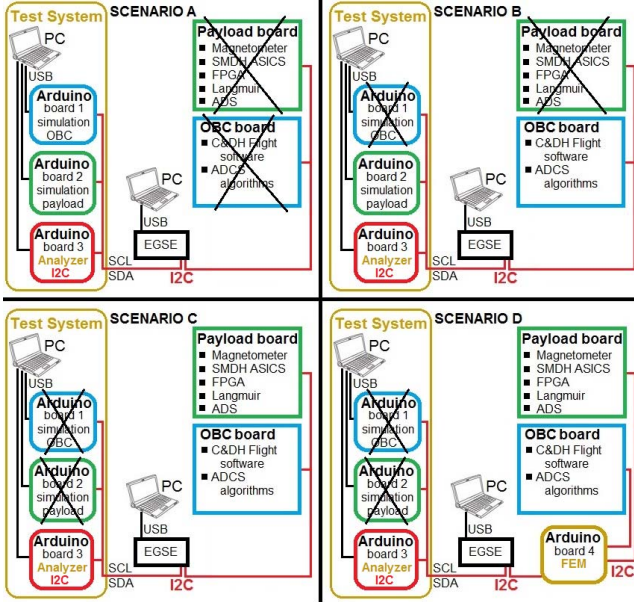 Test System
SCENARIO A
PC
USB
Arduino
board 1
simulation
OBC
Arduino
board 2
simulation
payload
Arduino
board 3
Analyzer
I2C
PC
USB
EGSE
SCL
SDA
I2C
Payload board
■ Magnetometer
■ SMDH ASICS
■ FPGA
■ Langmuir
■ ADS
OBC board
■ C&DH Flight
software
■ ADCS
algorithms
Test System
SCENARIO B
PC
USB
Arduino
board 1
simulation
OBC
Arduino
board 2
simulation
payload
Arduino
board 3
Analyzer
I2C
PC
USB
EGSE
SCL
SDA
I2C
Payload board
■ Magnetometer
■ SMDH ASICS
■ FPGA
■ Langmuir
■ ADS
OBC board
■ C&DH Flight
software
■ ADCS
algorithms
Test System
SCENARIO C
PC
USB
Arduino
board 1
simulation
OBC
Arduino
board 2
simulation
payload
Arduino
board 3
Analyzer
I2C
PC
USB
EGSE
SCL
SDA
I2C
Payload board
■ Magnetometer
■ SMDH ASICS
■ FPGA
■ Langmuir
■ ADS
OBC board
■ C&DH Flight
software
■ ADCS
algorithms
Test System
SCENARIO D
PC
USB
Arduino
board 1
simulation
OBC
Arduino
board 2
simulation
payload
Arduino
board 3
Analyzer
I2C
PC
USB
EGSE
SCL
SDA
I2C
Payload board
■ Magnetometer
■ SMDH ASICS
■ FPGA
■ Langmuir
■ ADS
OBC board
■ C&DH Flight
software
■ ADCS
algorithms
Arduino
board 4
FEM
I2C